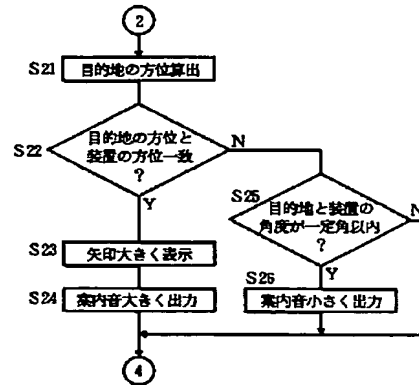 2
S21
目的地の方位算出
S22
目的地の方位と
装置の方位一致
?
N
Y
S25
目的地と装置の
角度が一定角以内
?
N
Y
S23
矢印大きく表示
S24
案内音大きく出力
S26
案内音小さく出力
4